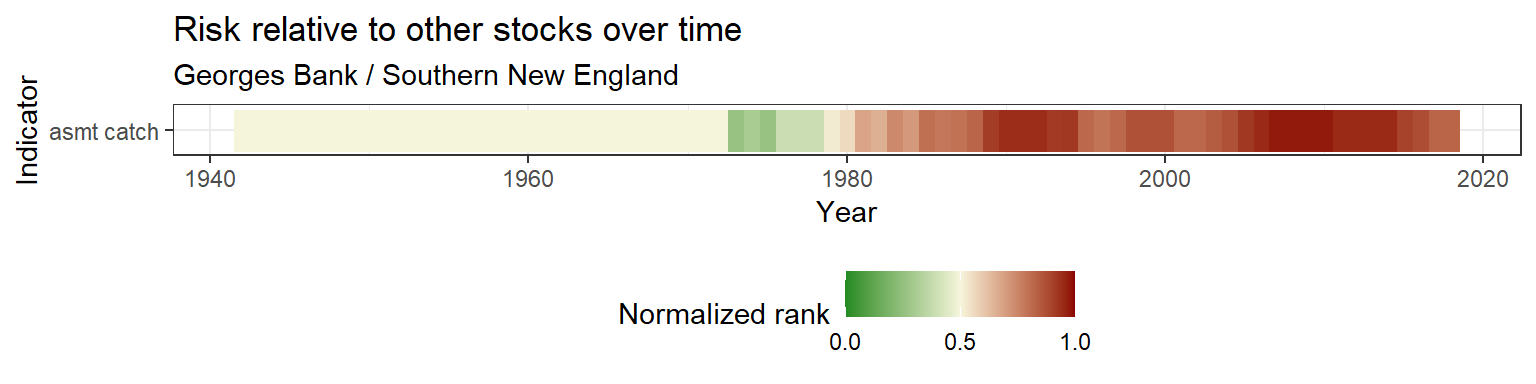 Risk relative to other stocks over time
Georges Bank / Southern New England
Indicator
asmt catch
1940 1960 1980 2000 2020
Year
Normalized rank
0.0 0.5 1.0